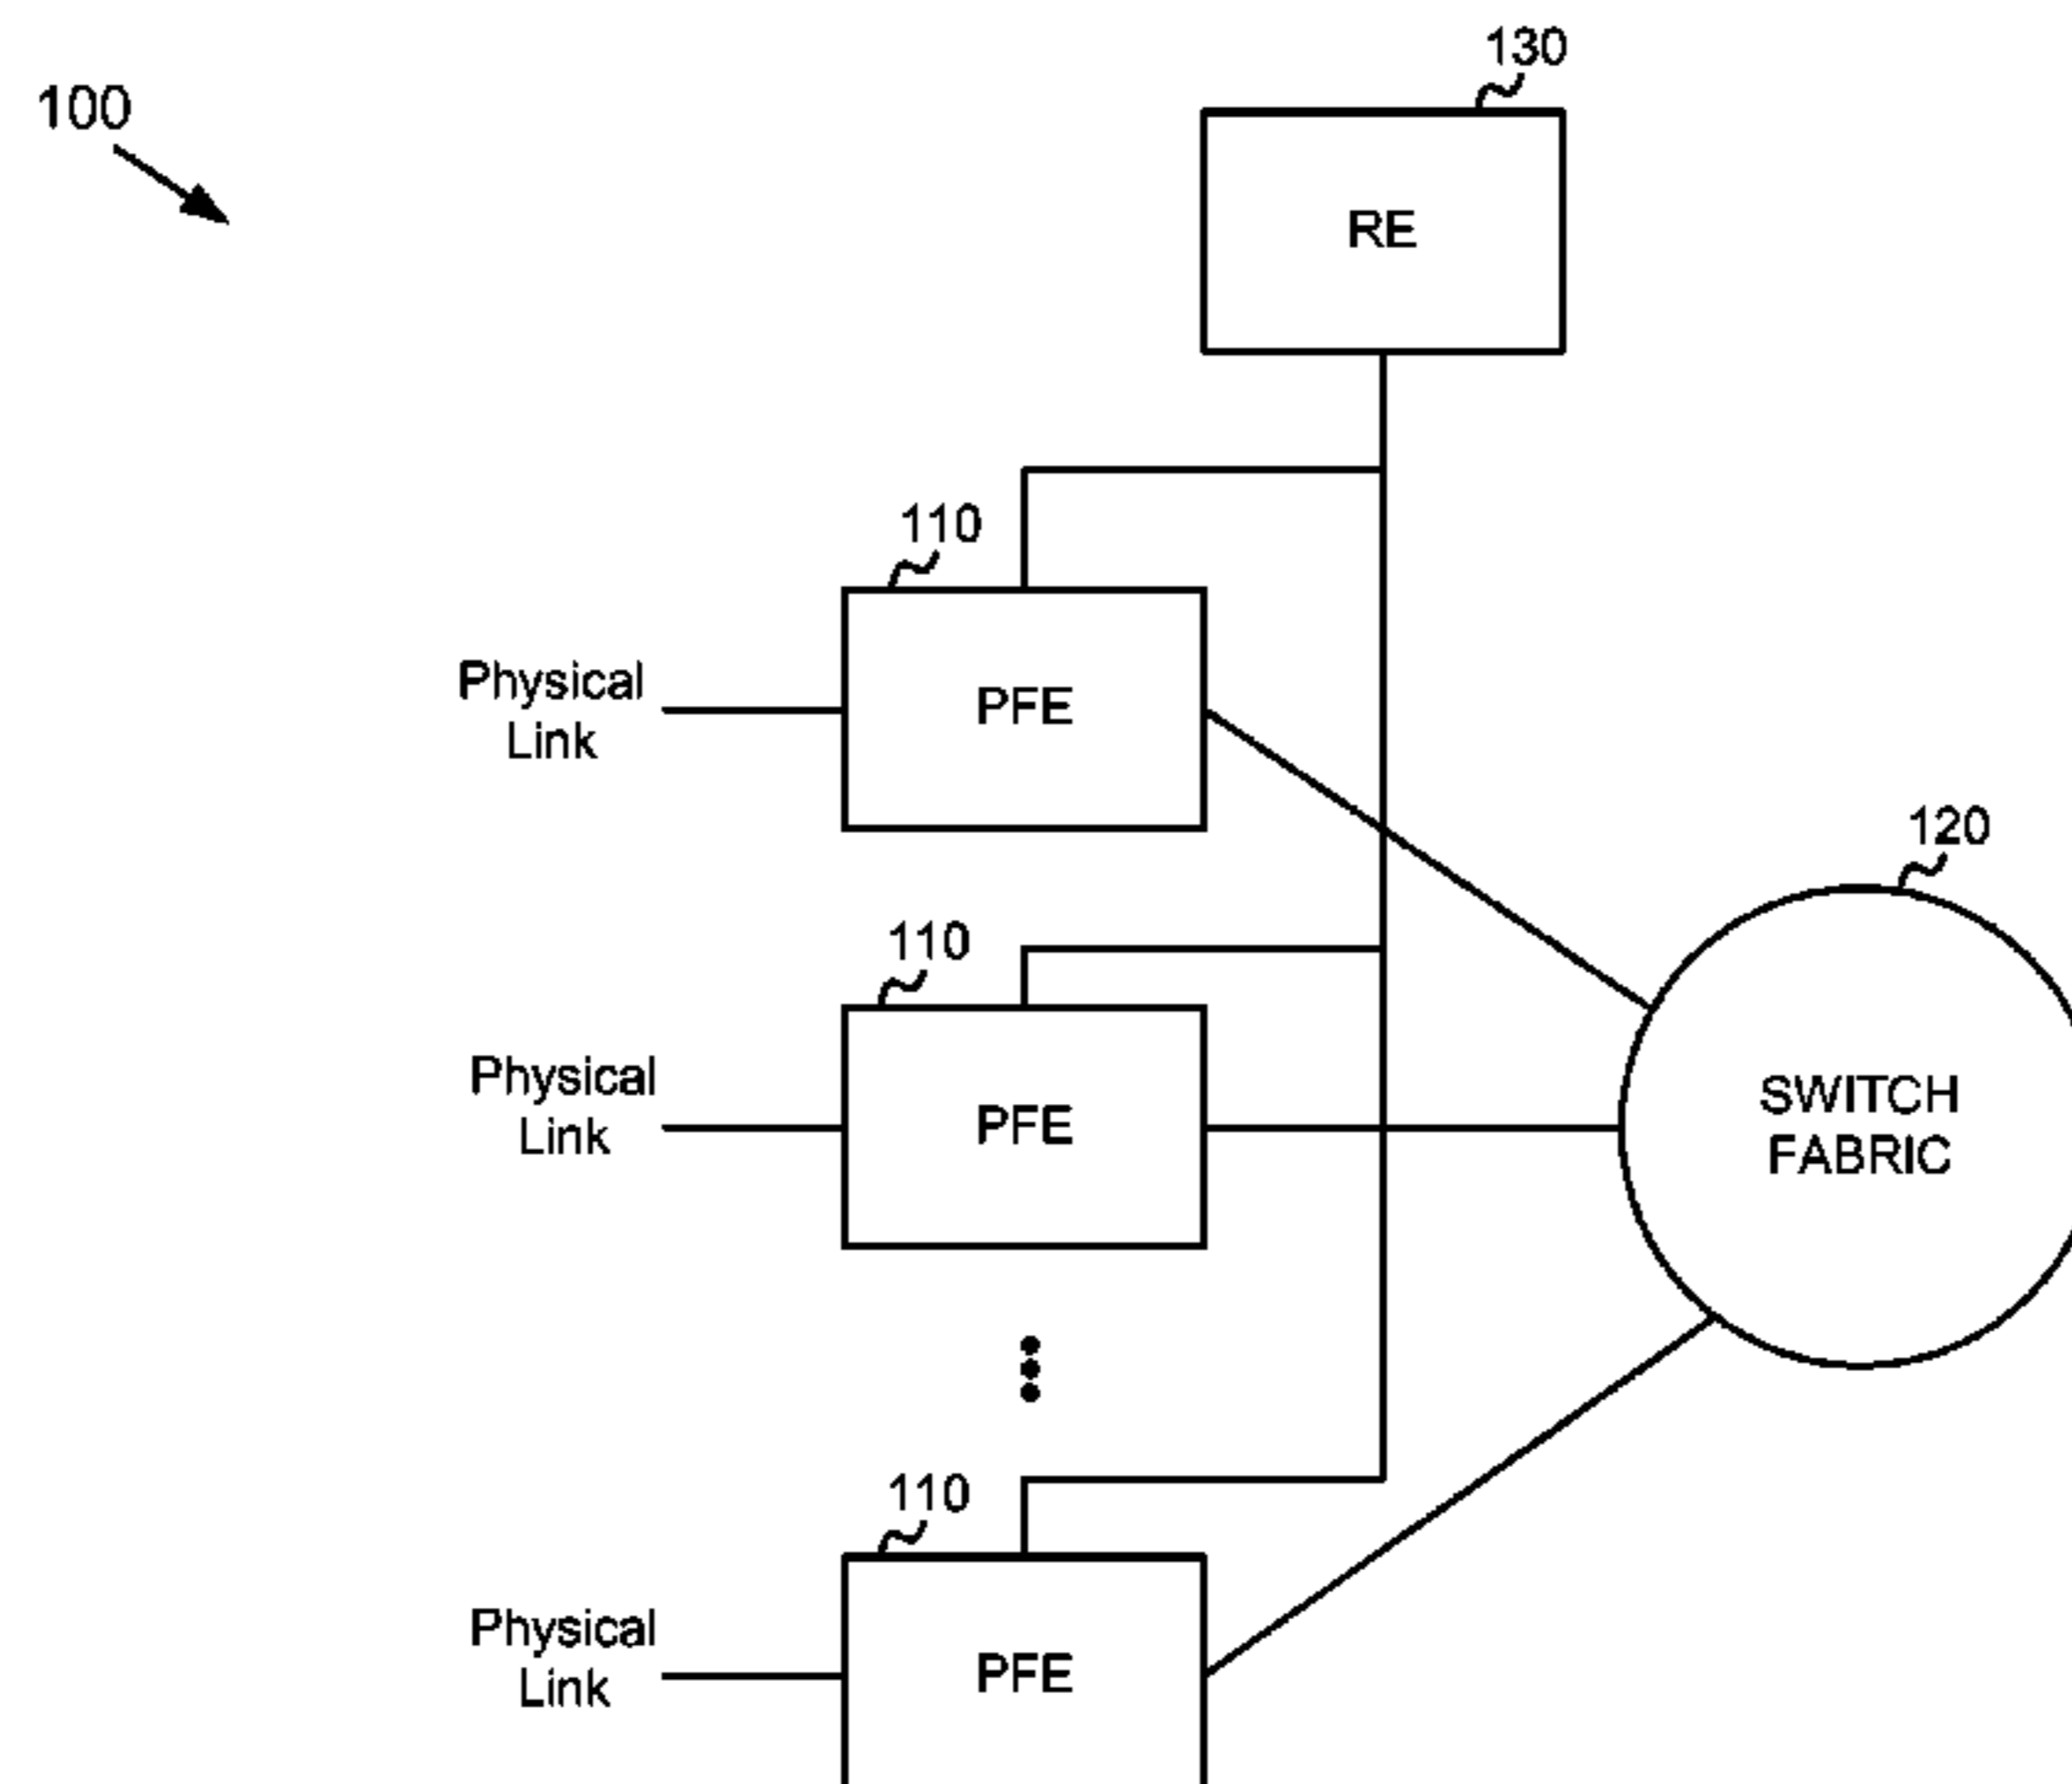 130
100
RE
110
Physical
Link
PFE
120
110
Physical
Link
PFE
SWITCH
FABRIC
110
Physical
Link
PFE